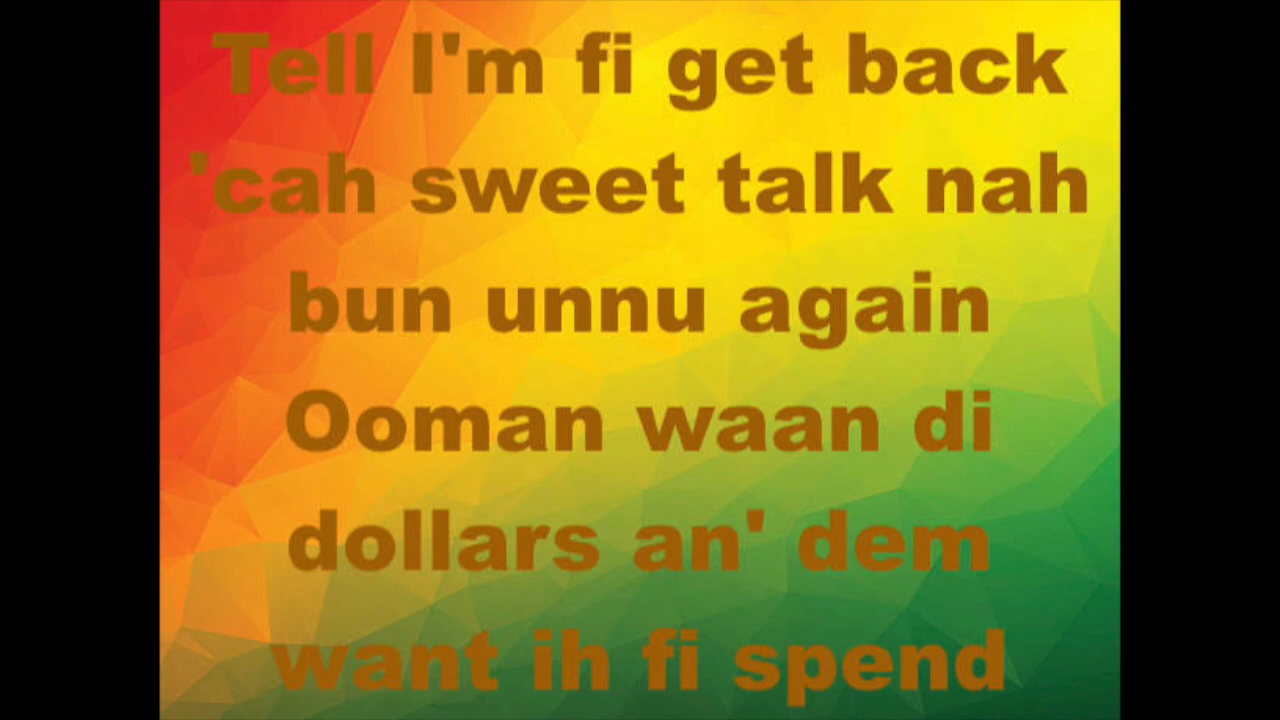 Tell I'm fi get back
'cah sweet talk nah
bun unnu again
Ooman waan di
dollars an' dem
want ih fi spend